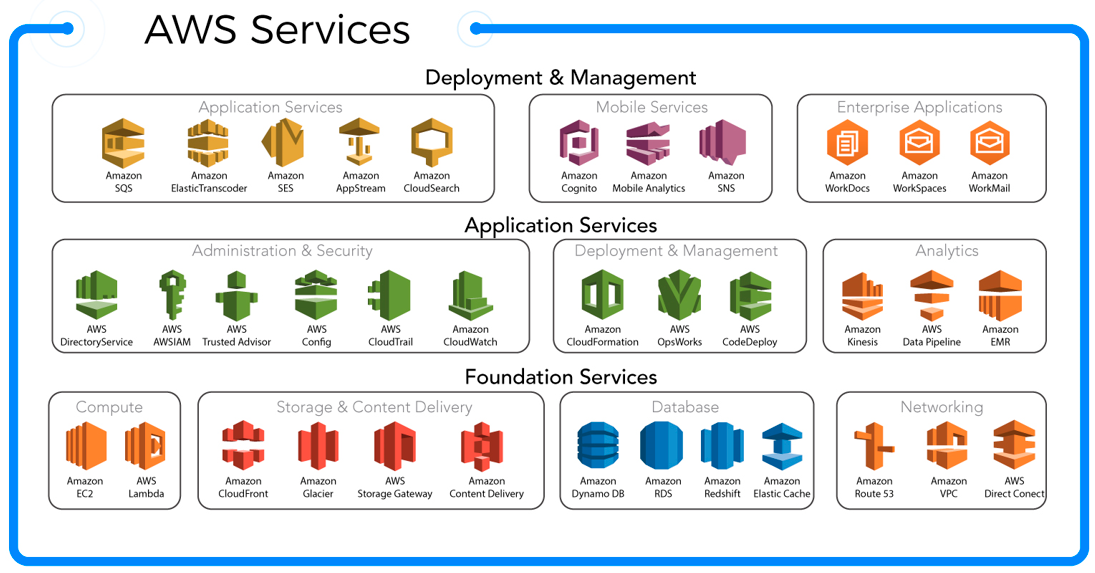 AWS Services
Deployment & Management
Application Services
Amazon
SQS
Amazon
ElasticTranscoder
Amazon
SES
Amazon
AppStream
Amazon
CloudSearch
Mobile Services
Amazon
Cognito
Amazon
Mobile Analytics
Amazon
SNS
Enterprise Applications
Amazon
WorkDocs
Amazon
WorkSpaces
Amazon
WorkMail
Application Services
Administration & Security
AWS
DirectoryService
AWS
AWSIAM
AWS
Trusted Advisor
AWS
Config
AWS
CloudTrail
Amazon
CloudWatch
Deployment & Management
Amazon
CloudFormation
AWS
OpsWorks
AWS
CodeDeploy
Analytics
Amazon
Kinesis
AWS
Data Pipeline
Amazon
EMR
Foundation Services
Compute
Amazon
EC2
AWS
Lambda
Storage & Content Delivery
Amazon
CloudFront
Amazon
Glacier
AWS
Storage Gateway
Amazon
Content Delivery
Database
Amazon
Dynamo DB
Amazon
RDS
Amazon
Redshift
Amazon
Elastic Cache
Networking
Amazon
Route 53
Amazon
VPC
AWS
Direct Conect